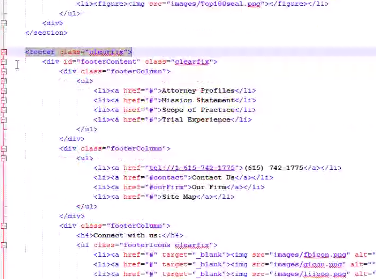 <li><figure><img src="images/Top100Seal.png"></figure></li>
</ul>
<div>
</section>
<footer class="clearfix">
<div id="footerContent" class="clearfix">
<div class="footerColumn">
<ul>
<li><a href="#">Attorney Profiles</li>
<li><a href="#">Mission Statement</li>
<li><a href="#">Scope of Practice</li>
<li><a href="#">Trial Experience</li>
</ul>
</div>
<div class="footerColumn">
<ul>
<li><a href="tel://1-615-742-1775">(615) 742-1775</a></li>
<li><a href="#contact">Contact Us</a></li>
<li><a href="#ourFirm">Our Firm</a></li>
<li><a href="#">Site Map</a></li>
</ul>
</div>
<div class="footerColumn">
<h4>Connect with us:</h4>
<ul class="footerIcons clearfix">
<li><a href="#" target="_blank"><img src="images/fbicon.png" alt=""
<li><a href="#" target="_blank"><img src="images/gicon.png" alt=""
<li><a href="#" target="_blank"><img src="images/liicon.png" alt=""